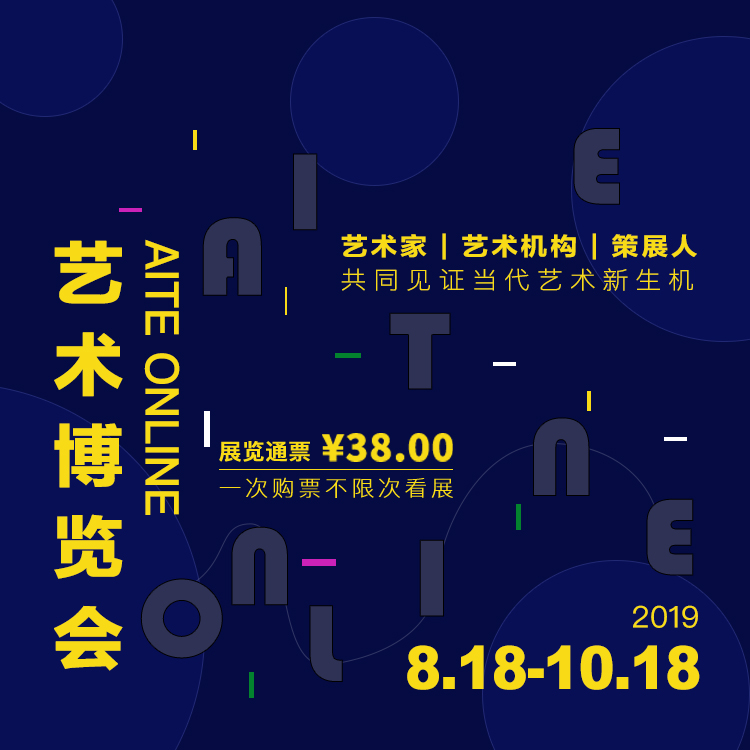 艺术博览会
AITE ONLINE
AITE
ONLINE
艺术家 | 艺术机构 | 策展人
共同见证当代艺术新生机
展览通票 ¥38.00
一次购票不限次看展
2019
8.18-10.18